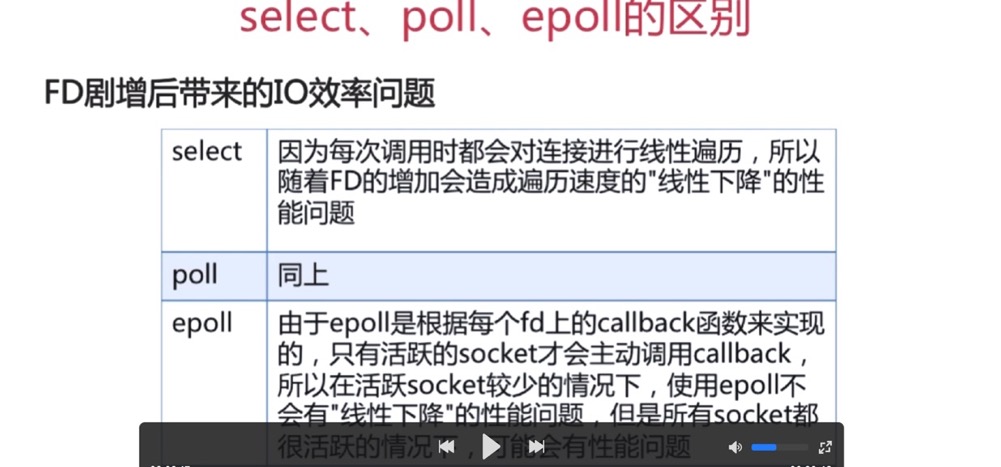 select、poll、epoll的区别
FD剧增后带来的IO效率问题
select
因为每次调用时都会对连接进行线性遍历，所以
随着FD的增加会造成遍历速度的"线性下降"的性
能问题
poll
同上
epoll
由于epoll是根据每个fd上的callback函数来实现
的，只有活跃的socket才会主动调用callback，
所以在活跃socket较少的情况下，使用epoll不
会有"线性下降"的性能问题，但是所有socket都
很活跃的情况下，可能会有性能问题